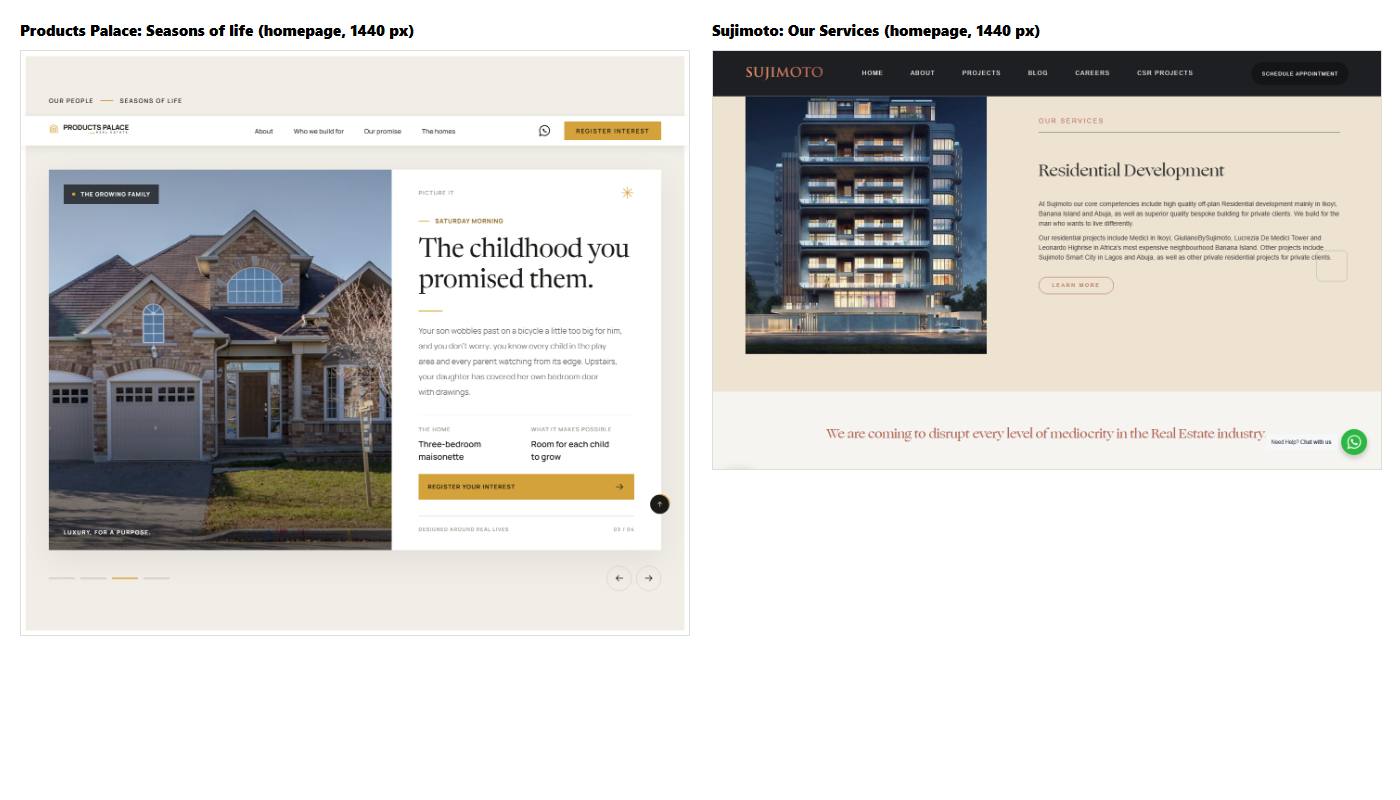 Products Palace: Seasons of life (homepage, 1440 px)
OUR PEOPLE — SEASONS OF LIFE
PRODUCTS PALACE
REAL ESTATE
About
Who we build for
Our promise
The homes
REGISTER INTEREST
THE GROWING FAMILY
LUXURY, FOR A PURPOSE.
PICTURE IT
SATURDAY MORNING
The childhood you
promised them.
Your son wobbles past on a bicycle a little too big for him,
and you don't worry. you know every child in the play
area and every parent watching from its edge. Upstairs,
your daughter has covered her own bedroom door
with drawings.
THE HOME
Three-bedroom
maisonette
WHAT IT MAKES POSSIBLE
Room for each child
to grow
REGISTER YOUR INTEREST →
DESIGNED AROUND REAL LIVES
03 / 04
Sujimoto: Our Services (homepage, 1440 px)
SUJIMOTO
HOME
ABOUT
PROJECTS
BLOG
CAREERS
CSR PROJECTS
SCHEDULE APPOINTMENT
OUR SERVICES
Residential Development
At Sujimoto our core competencies include high quality off-plan Residential development mainly in Ikoyi,
Banana Island and Abuja, as well as superior quality bespoke building for private clients. We build for the
man who wants to live differently.
Our residential projects include Medici in Ikoyi, GiulianoBySujimoto, Lucrezia De Medici Tower and
Leonardo Highrise in Africa's most expensive neighbourhood Banana Island. Other projects include
Sujimoto Smart City in Lagos and Abuja, as well as other private residential projects for private clients.
LEARN MORE
We are coming to disrupt every level of mediocrity in the Real Estate industry
Need Help? Chat with us